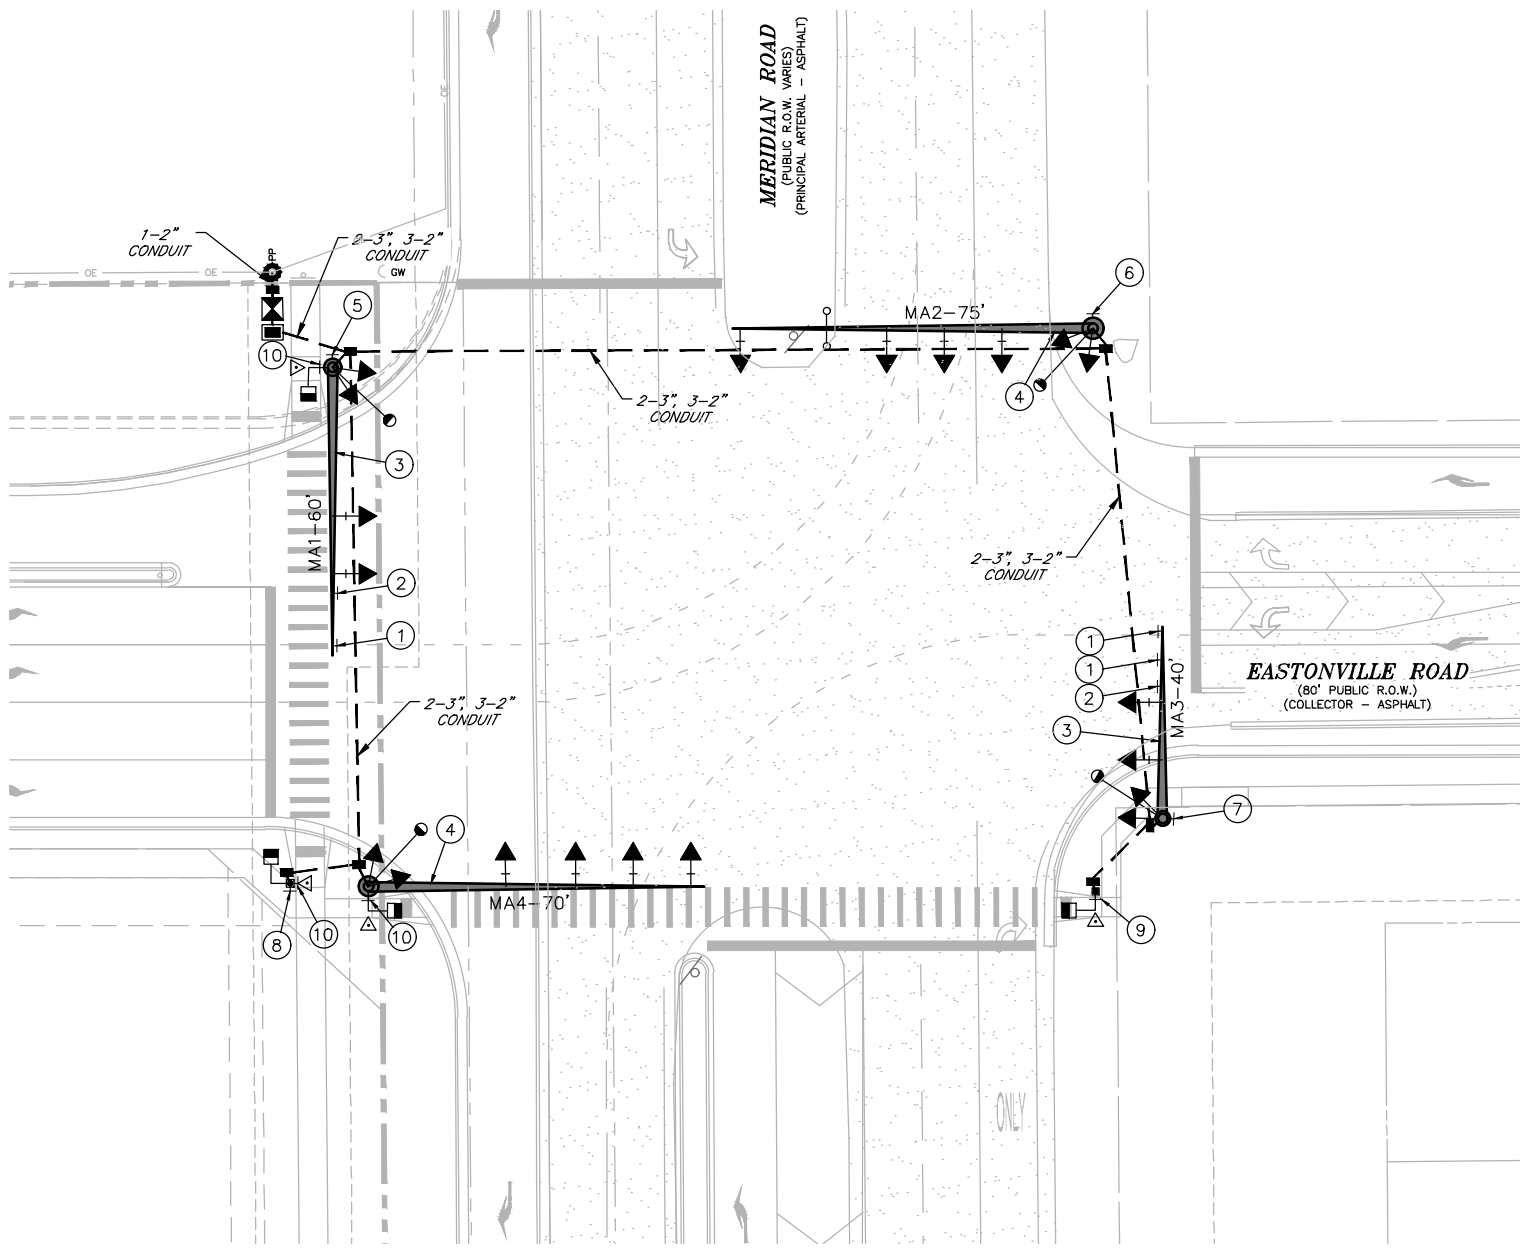 MERIDIAN ROAD
(PUBLIC R.O.W. VARIES)
(PRINCIPAL ARTERIAL – ASPHALT)
OE
1–2”
CONDUIT
2–3”, 3–2”
CONDUIT
PP
OE
OE
GW
5
6
MA2–75'
10
4
2–3”, 3–2”
CONDUIT
3
MA1–60'
2–3”, 3–2”
CONDUIT
2
1
1
1
2
3
MA3–40'
EASTONVILLE ROAD
(80' PUBLIC R.O.W.)
(COLLECTOR – ASPHALT)
2–3”, 3–2”
CONDUIT
7
4
MA4–70'
8
10
10
9
ONLY